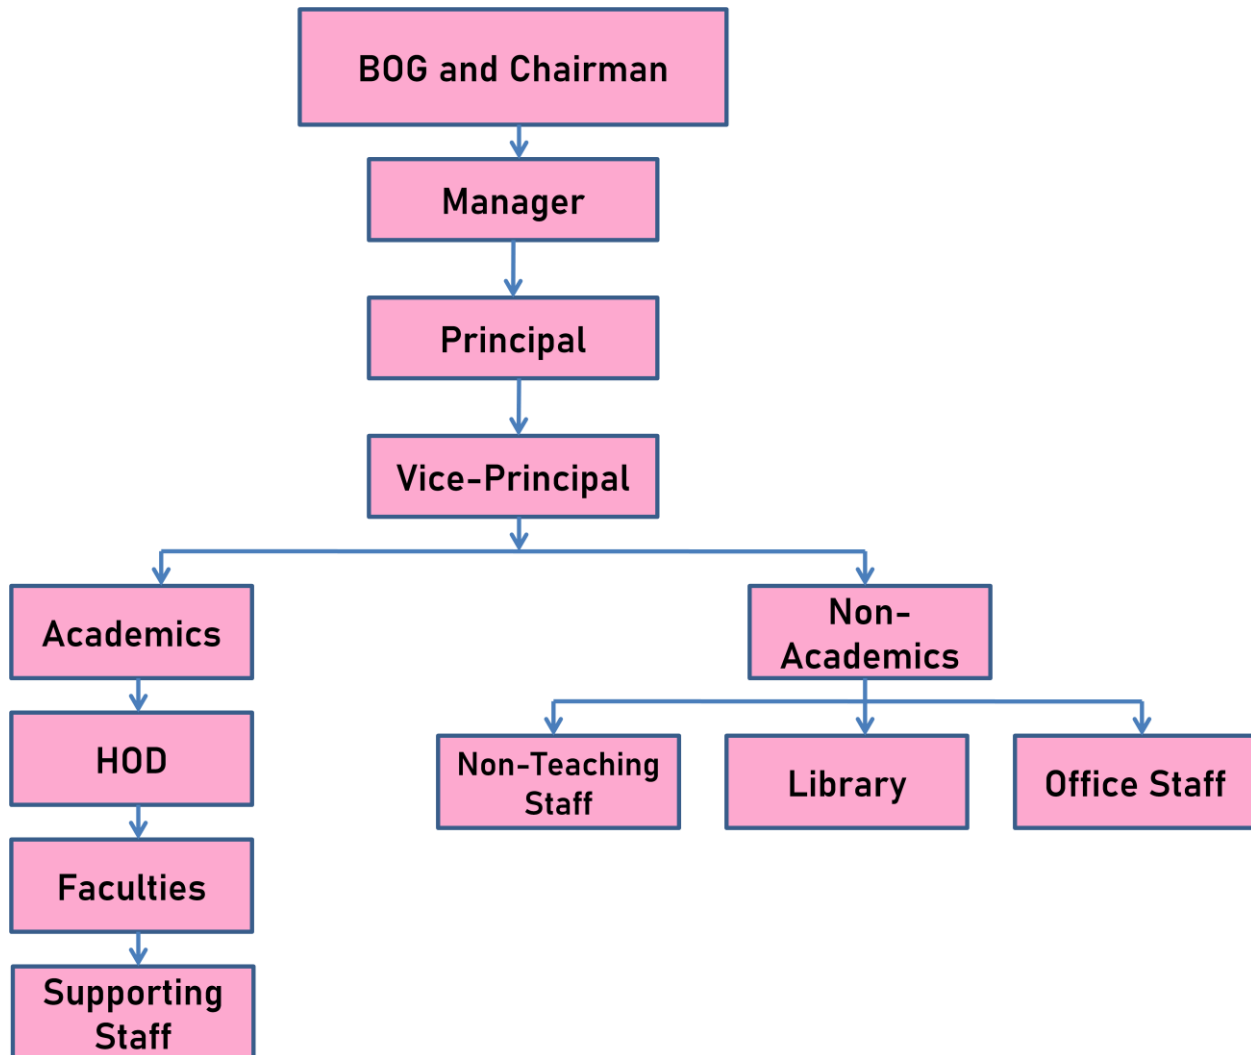 BOG and Chairman
Manager
Principal
Vice-Principal
Academics
Non-
Academics
HOD
Non-Teaching
Staff
Library
Office Staff
Faculties
Supporting
Staff